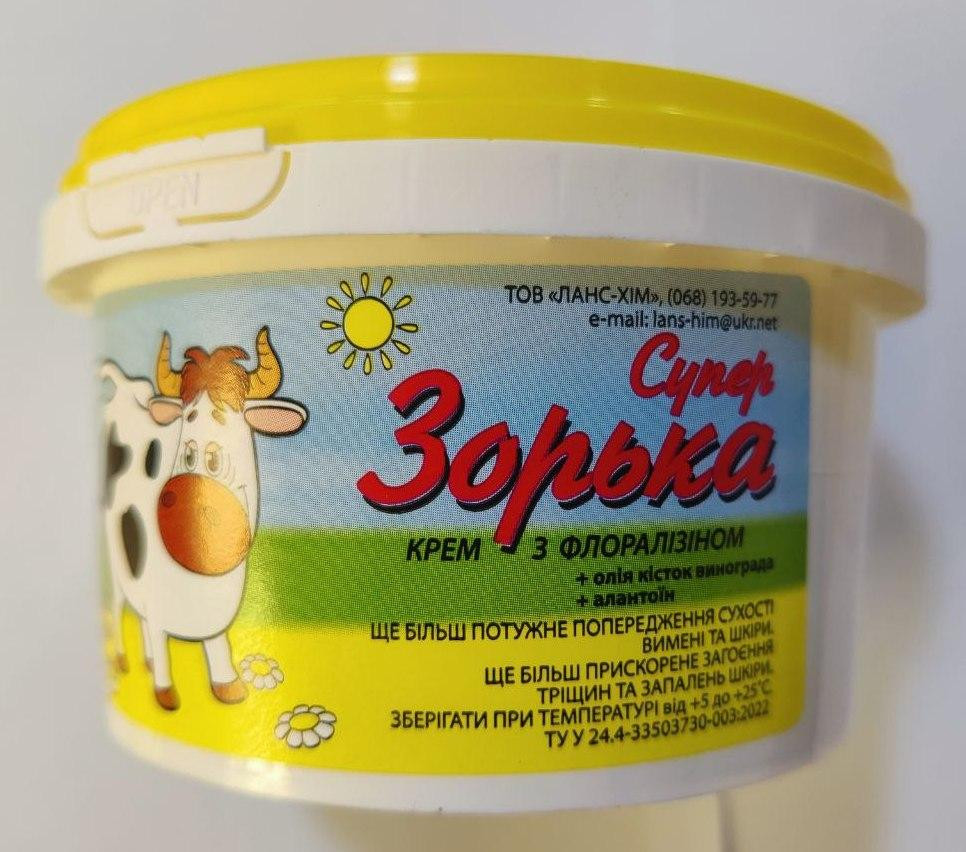 OPEN
ТОВ «ЛАНС-ХІМ», (068) 193-59-77
e-mail: lans-him@ukr.net
Супер
Зорька
КРЕМ З ФЛОРАЛІЗІНОМ
+ олія кісток винограда
+ алантоїн
ЩЕ БІЛЬШ ПОТУЖНЕ ПОПЕРЕДЖЕННЯ СУХОСТІ
ВИМЕНІ ТА ШКІРИ.
ЩЕ БІЛЬШ ПРИСКОРЕНЕ ЗАГОЄННЯ
ТРІЩИН ТА ЗАПАЛЕНЬ ШКІРИ.
ЗБЕРІГАТИ ПРИ ТЕМПЕРАТУРІ від +5 до +25°С
ТУ У 24.4-33503730-003:2022